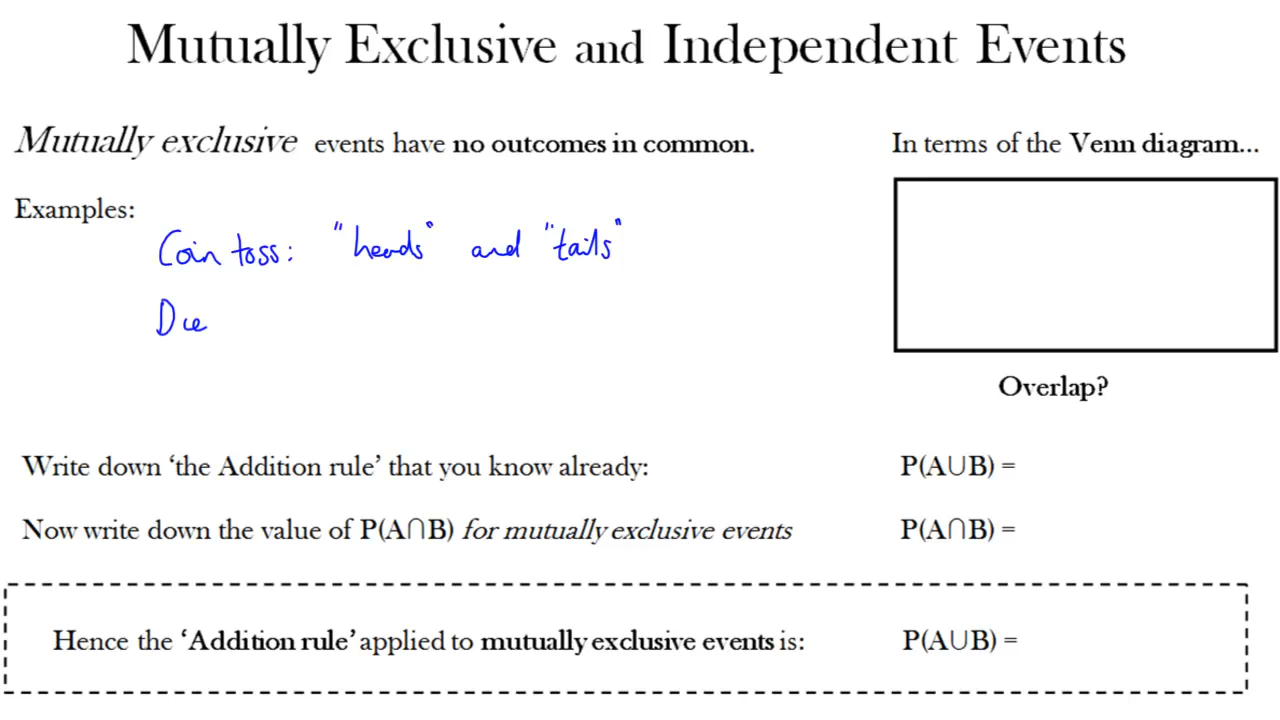 Mutually Exclusive and Independent Events
Mutually exclusive events have no outcomes in common.
In terms of the Venn diagram...
Examples:
Coin toss: "heads" and "tails"
Dice
Overlap?
Write down ‘the Addition rule’ that you know already:
P(A∪B) =
Now write down the value of P(A∩B) for mutually exclusive events
P(A∩B) =
Hence the ‘Addition rule’ applied to mutually exclusive events is:
P(A∪B) =